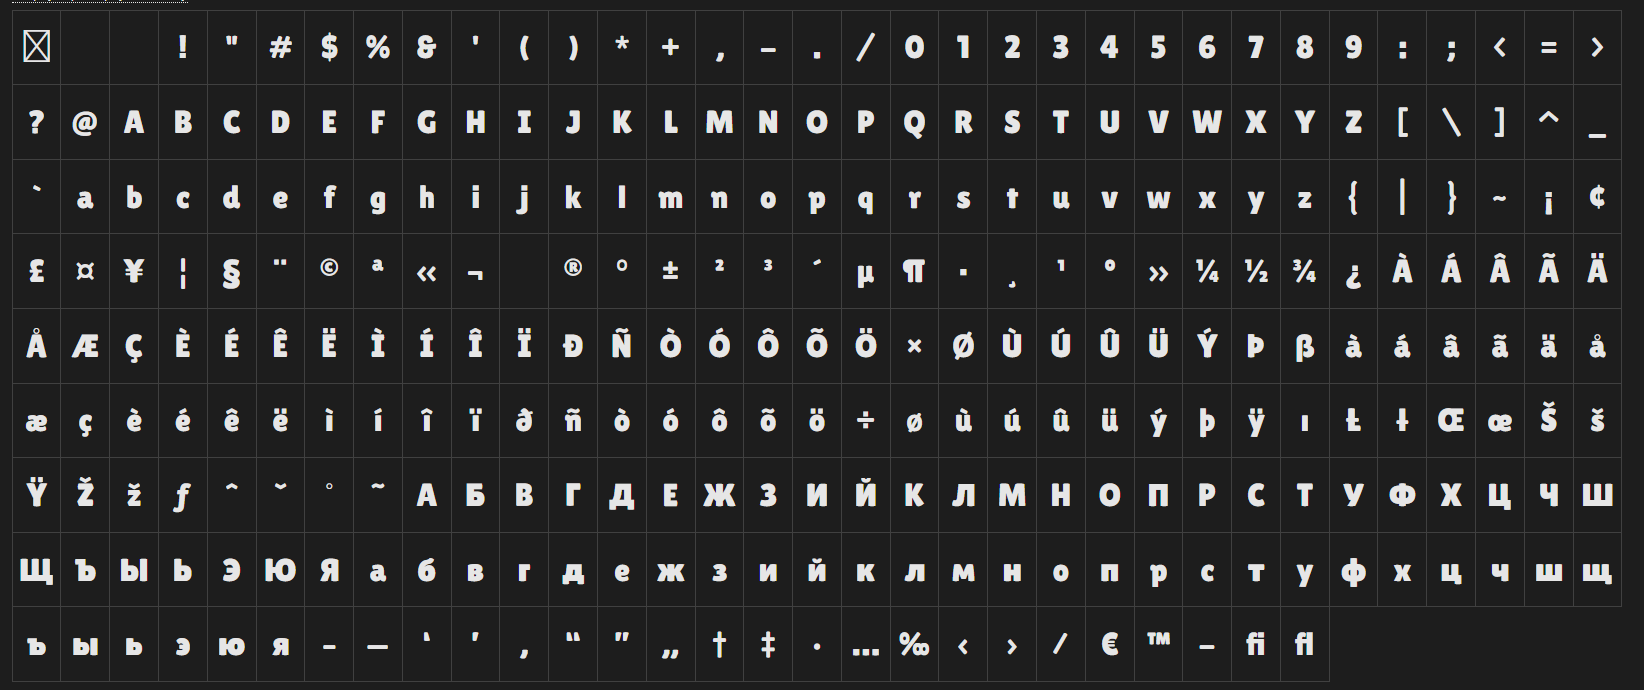 ! " # $ % & ' ( ) * + , – . / 0 1 2 3 4 5 6 7 8 9 : ; < = >
? @ A B C D E F G H I J K L M N O P Q R S T U V W X Y Z [ \ ] ^ _
` a b c d e f g h i j k l m n o p q r s t u v w x y z { | } ~ ¡ ¢
£ ¤ ¥ ¦ § ¨ © ª « ¬ ® ° ± ² ³ ´ µ ¶ · ¸ ¹ º » ¼ ½ ¾ ¿ À Á Â Ã Ä
Å Æ Ç È É Ê Ë Ì Í Î Ï Ð Ñ Ò Ó Ô Õ Ö × Ø Ù Ú Û Ü Ý Þ ß à á â ã ä å
æ ç è é ê ë ì í î ï ð ñ ò ó ô õ ö ÷ ø ù ú û ü ý þ ÿ ı Ł ł Œ œ Š š
Ÿ Ž ž ƒ ˆ ˇ ˚ ˜ А Б В Г Д Е Ж З И Й К Л М Н О П Р С Т У Ф Х Ц Ч Ш
Щ Ъ Ы Ь Э Ю Я а б в г д е ж з и й к л м н о п р с т у ф х ц ч ш щ
ъ ы ь э ю я – — ‘ ’ ‚ “ ” „ † ‡ • … ‰ ‹ › ⁄ € ™ − ﬁ ﬂ